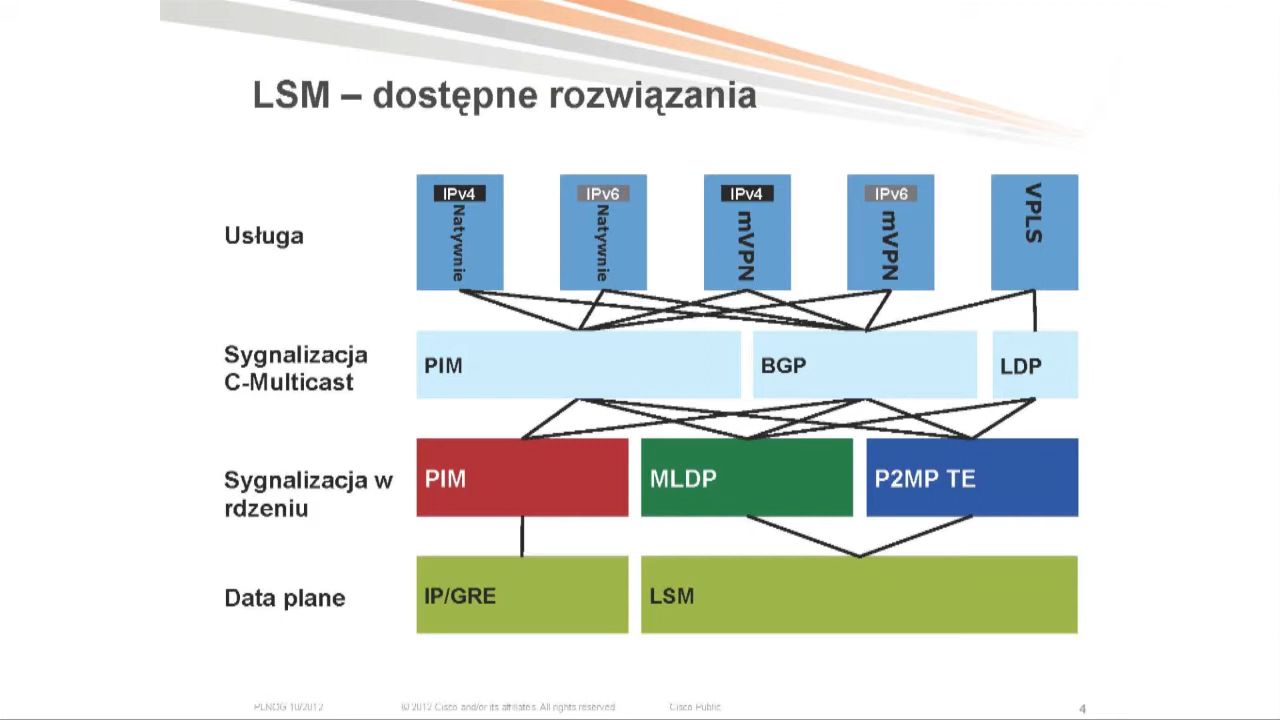 LSM – dostępne rozwiązania
Usługa
IPv4
Natywnie
IPv6
Natywnie
IPv4
mVPN
IPv6
mVPN
VPLS
Sygnalizacja
C-Multicast
PIM
BGP
LDP
Sygnalizacja w
rdzeniu
PIM
MLDP
P2MP TE
Data plane
IP/GRE
LSM
PLNOG 10/2012
© 2012 Cisco and/or its affiliates. All rights reserved.
Cisco Public
4